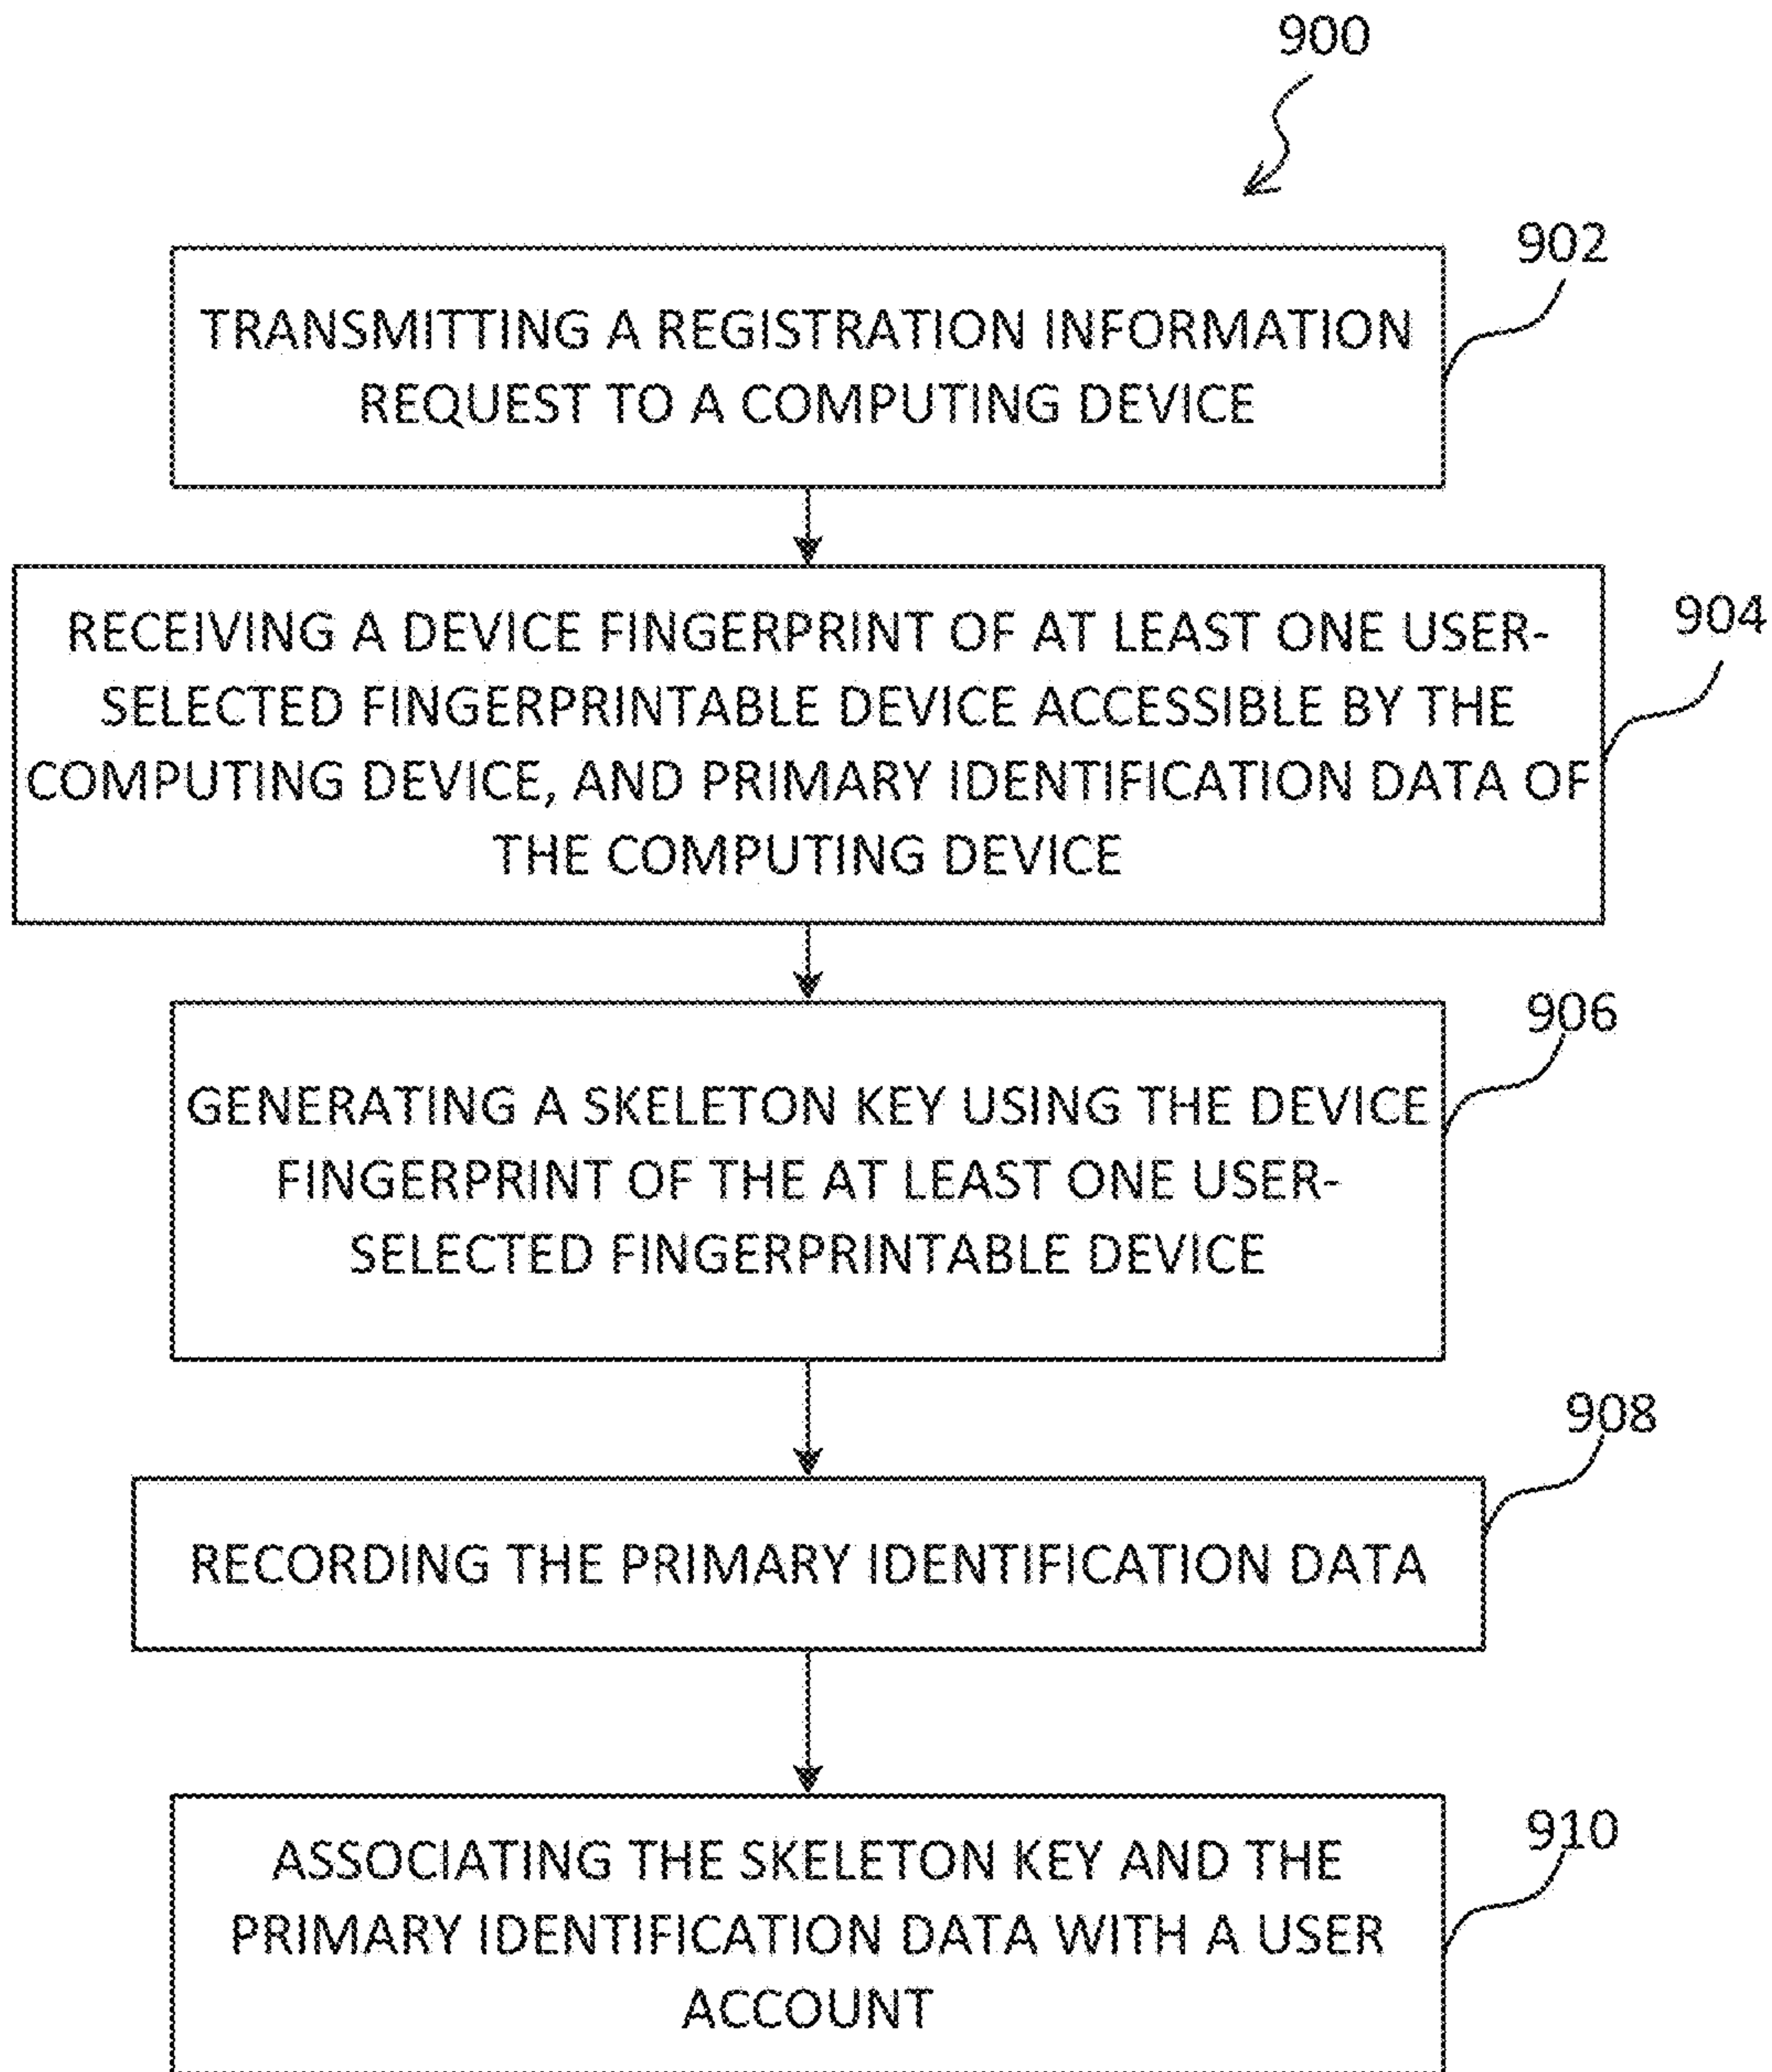 900
902
TRANSMITTING A REGISTRATION INFORMATION
REQUEST TO A COMPUTING DEVICE
904
RECEIVING A DEVICE FINGERPRINT OF AT LEAST ONE USER-
SELECTED FINGERPRINTABLE DEVICE ACCESSIBLE BY THE
COMPUTING DEVICE, AND PRIMARY IDENTIFICATION DATA OF
THE COMPUTING DEVICE
906
GENERATING A SKELETON KEY USING THE DEVICE
FINGERPRINT OF THE AT LEAST ONE USER-
SELECTED FINGERPRINTABLE DEVICE
908
RECORDING THE PRIMARY IDENTIFICATION DATA
910
ASSOCIATING THE SKELETON KEY AND THE
PRIMARY IDENTIFICATION DATA WITH A USER
ACCOUNT